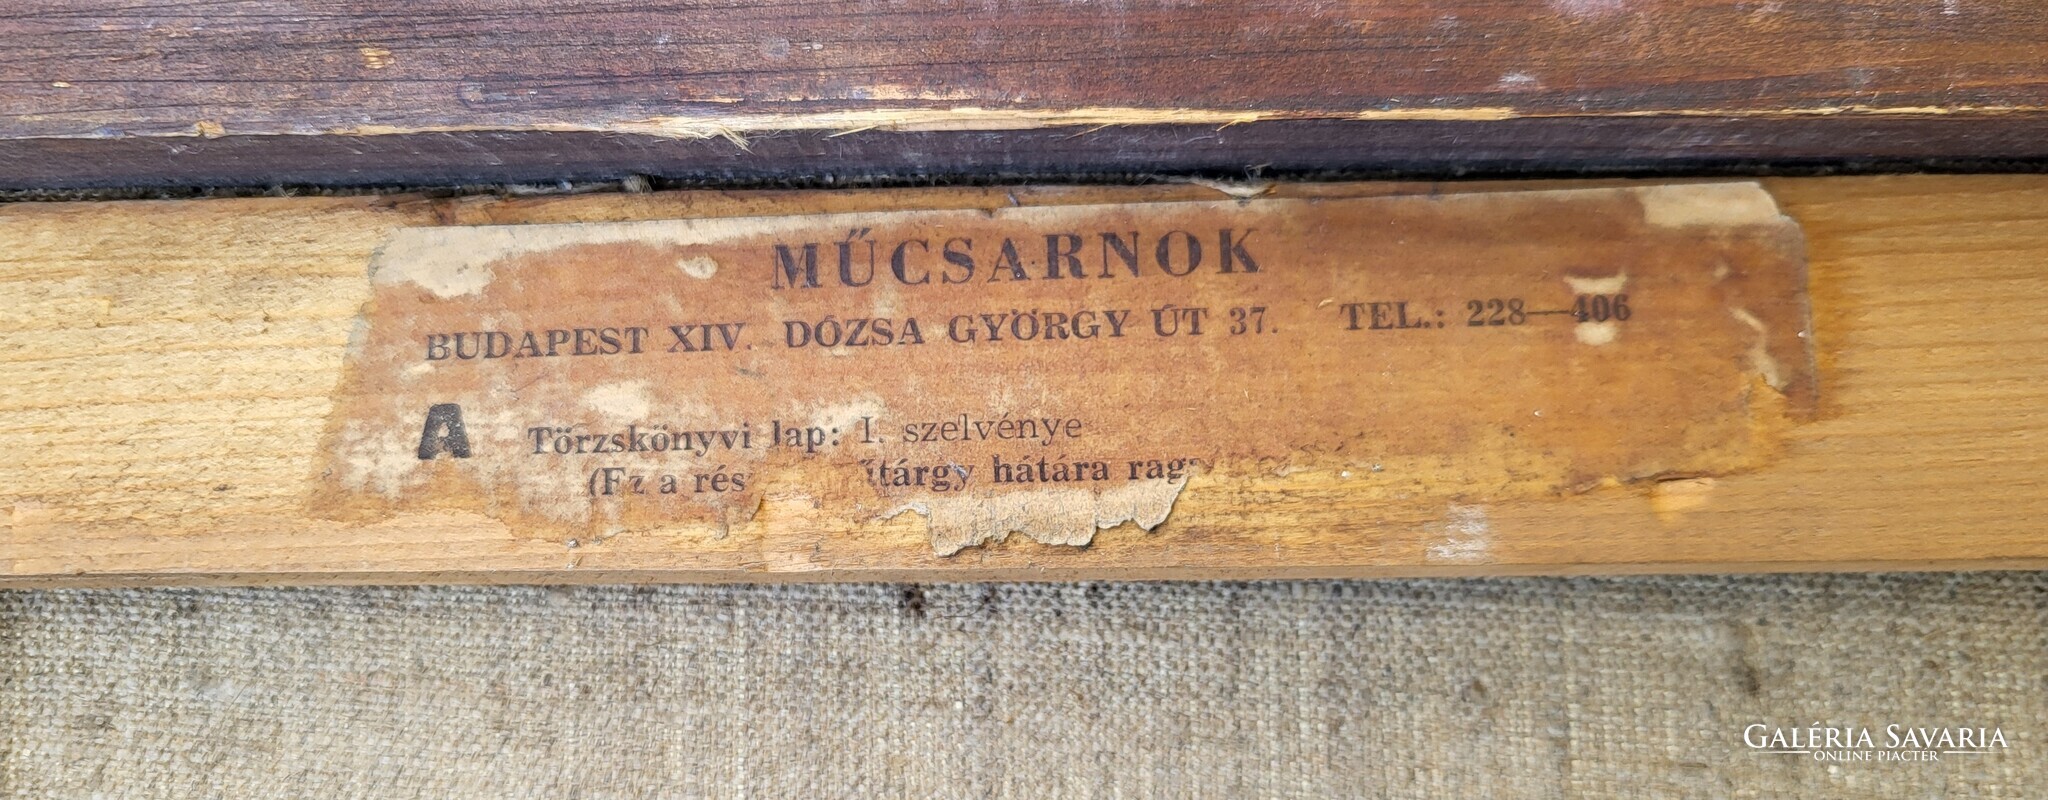 MŰCSARNOK
BUDAPEST XIV. DÓZSA GYÖRGY ÚT 37. TEL.: 228—406
A Törzskönyvi lap: I. szelvénye
(Ez a rés űtárgy hátára rag
GALÉRIA SAVARIA
ONLINE PIACTÉR